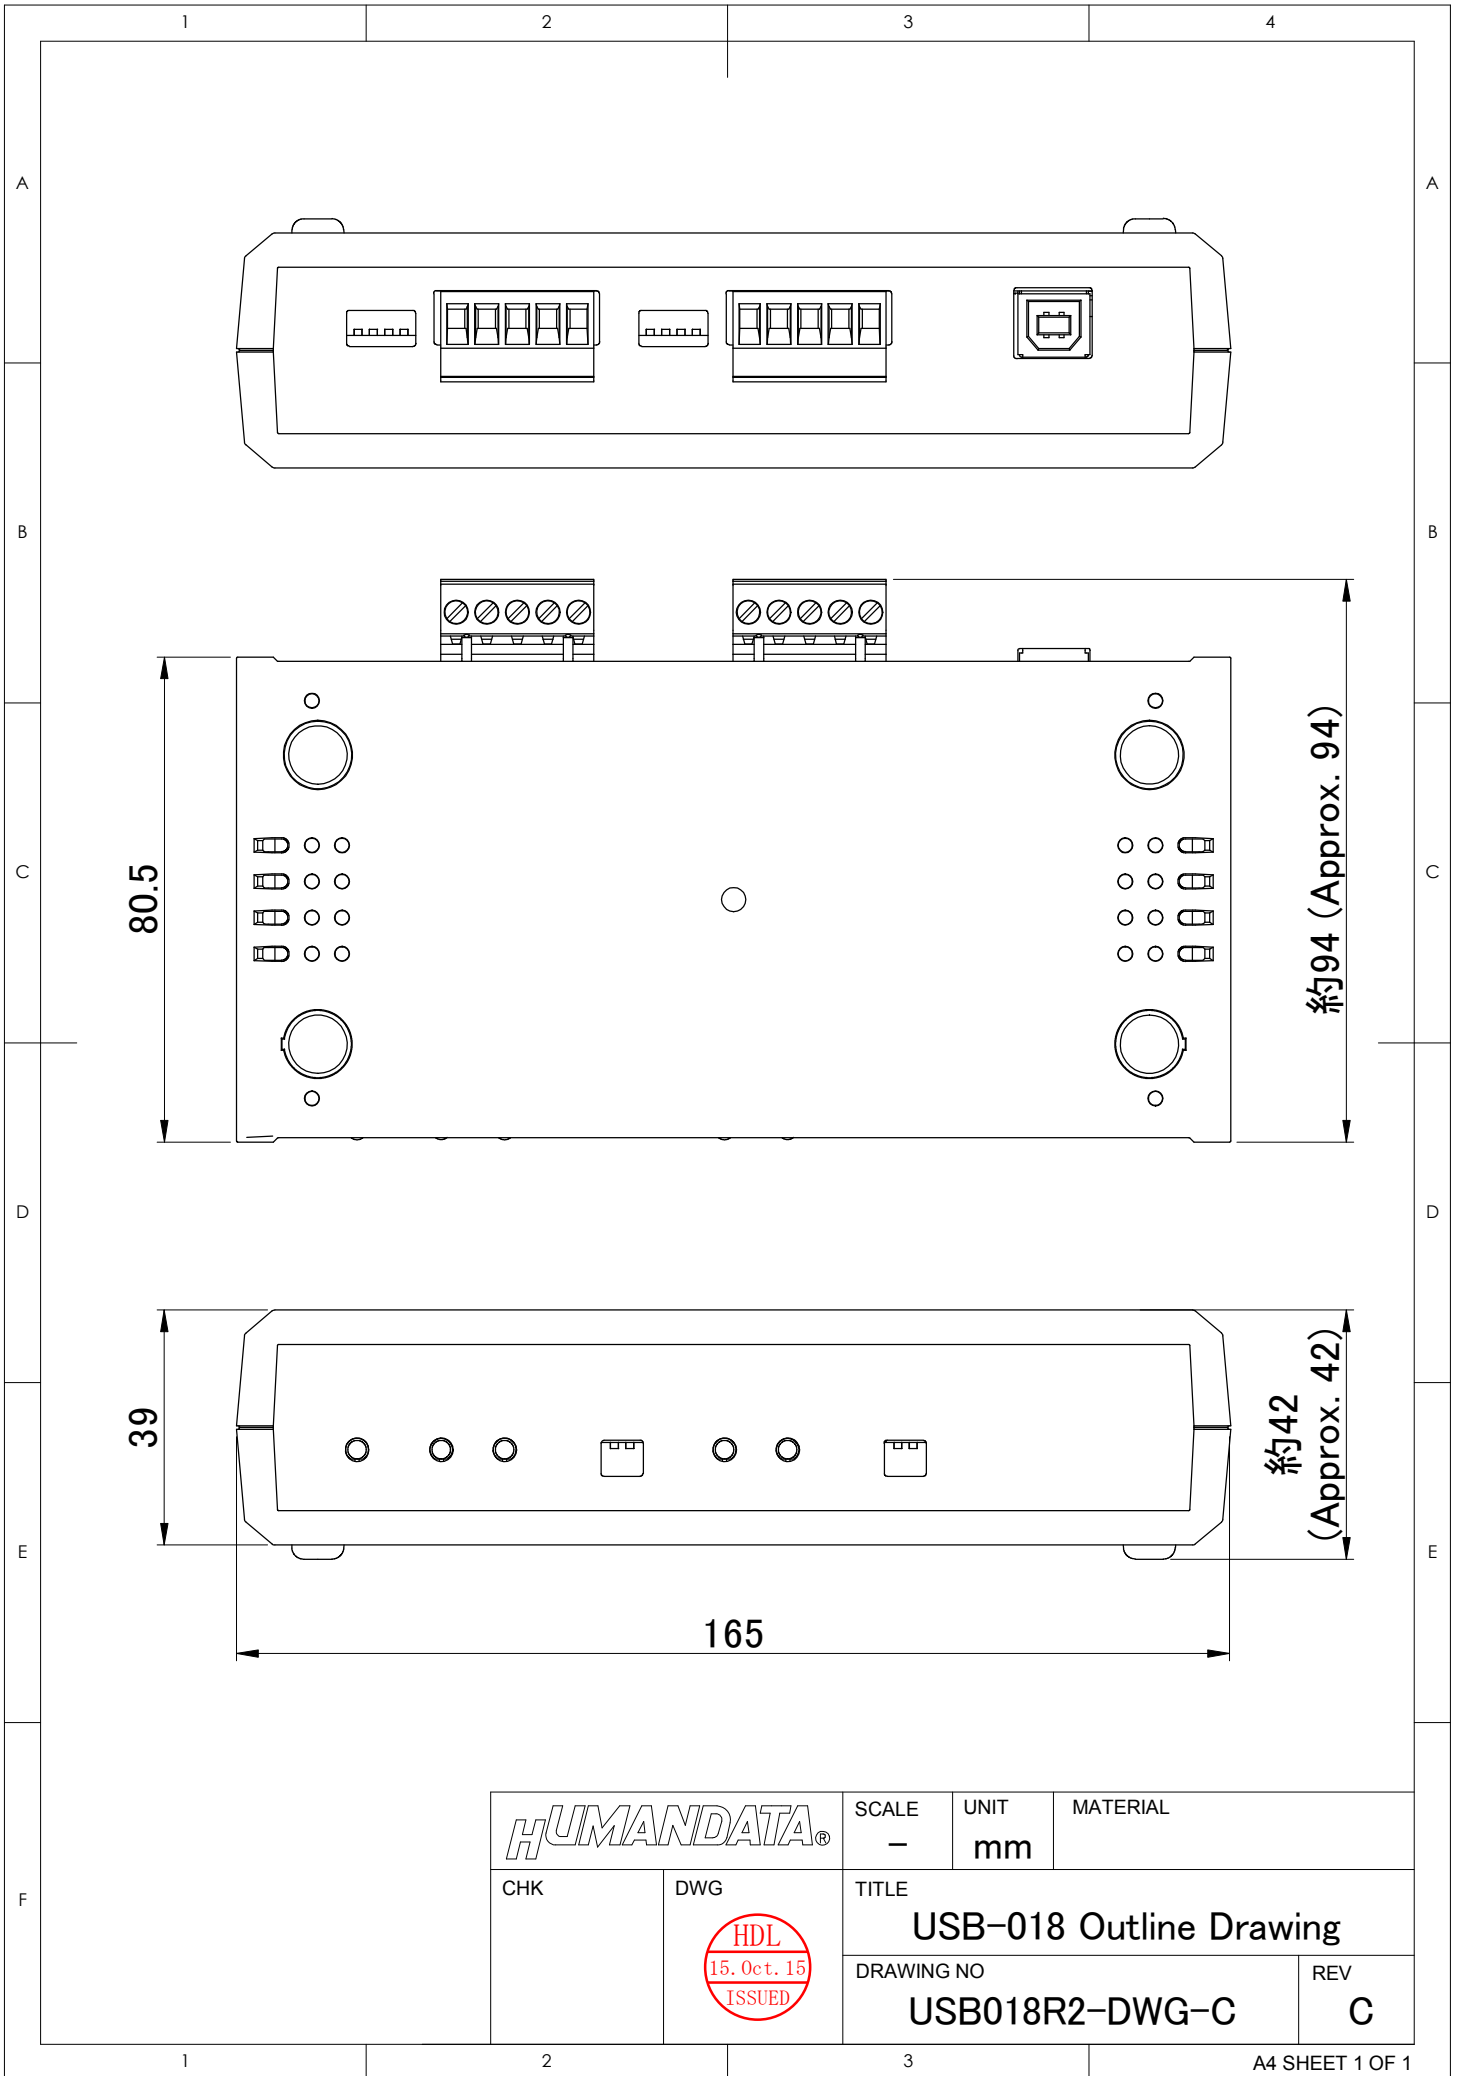 1 2 3 4
A A
B B
80.5
約94 (Approx. 94)
C C
D D
39
約42
(Approx. 42)
E E
165
HUMANDATA®
SCALE
-
UNIT
mm
MATERIAL
CHK
DWG
HDL
15.Oct.15
ISSUED
TITLE
USB-018 Outline Drawing
DRAWING NO
USB018R2-DWG-C
REV
C
F
1 2 3
A4 SHEET 1 OF 1